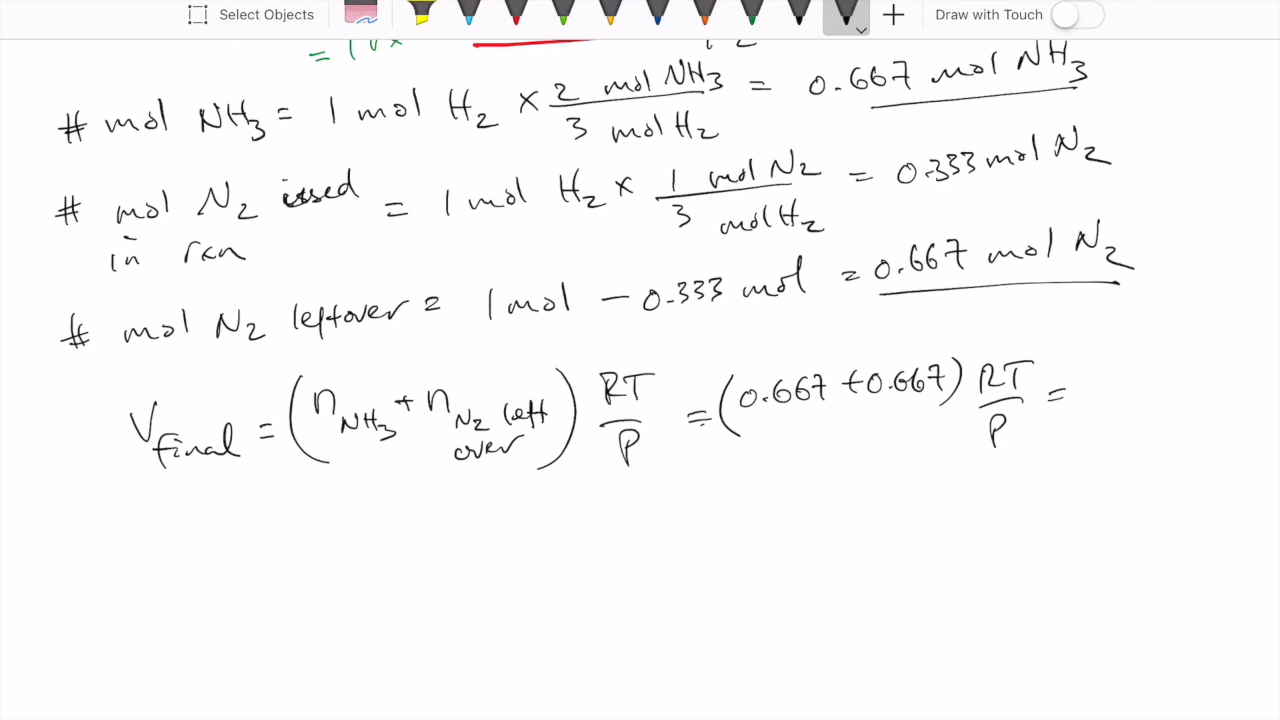 Select Objects Draw with Touch
# mol NH3 = 1 mol H2 × 2 mol NH3 / 3 mol H2 = 0.667 mol NH3
# mol N2 used in rxn = 1 mol H2 × 1 mol N2 / 3 mol H2 = 0.333 mol N2
# mol N2 leftover = 1 mol − 0.333 mol = 0.667 mol N2
Vfinal = (nNH3 + nN2 left over) RT / P = (0.667 + 0.667) RT / P =